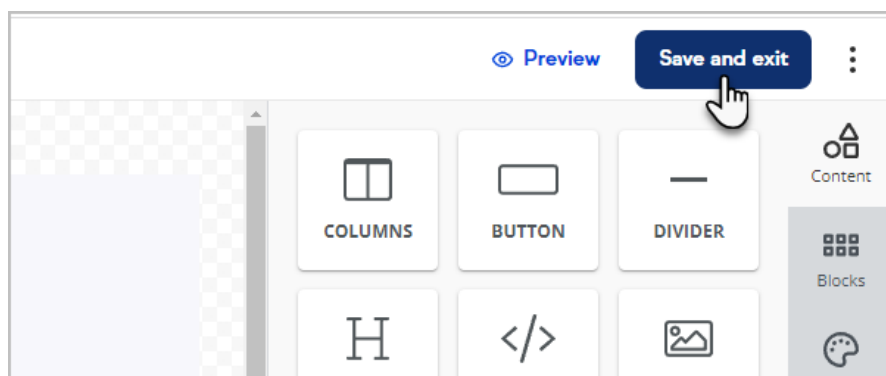 Preview
Save and exit
COLUMNS
BUTTON
DIVIDER
Content
Blocks